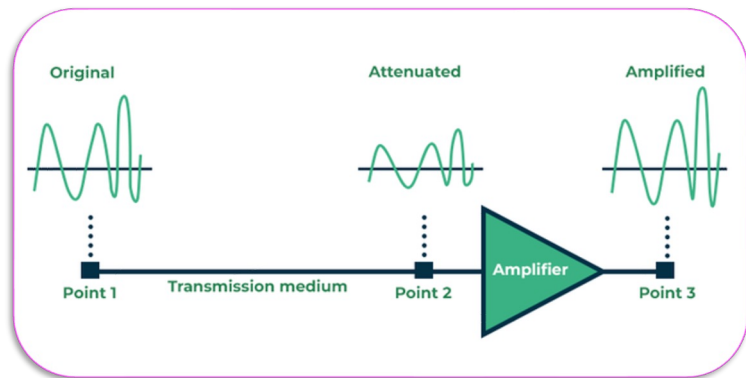 Original
Attenuated
Amplified
Amplifier
Point 1
Transmission medium
Point 2
Point 3